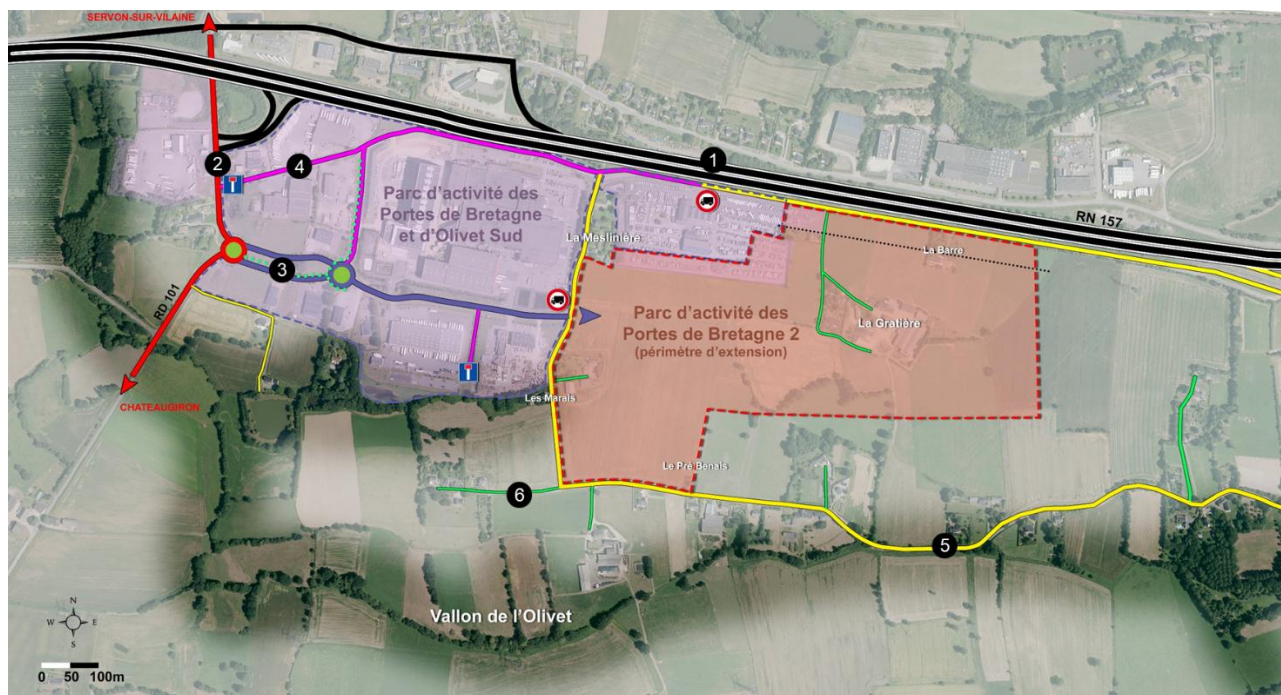 SERVON-SUR-VILAINE
2
4
1
Parc d'activité des
Portes de Bretagne
et d'Olivet Sud
RN 157
La Meslinière
La Barre
3
RD 101
Parc d'activité des
Portes de Bretagne 2
(périmètre d'extension)
La Gratière
CHATEAUGIRON
Les Marais
Le Pré Benais
6
5
Vallon de l'Olivet
N
W E
S
0 50 100m